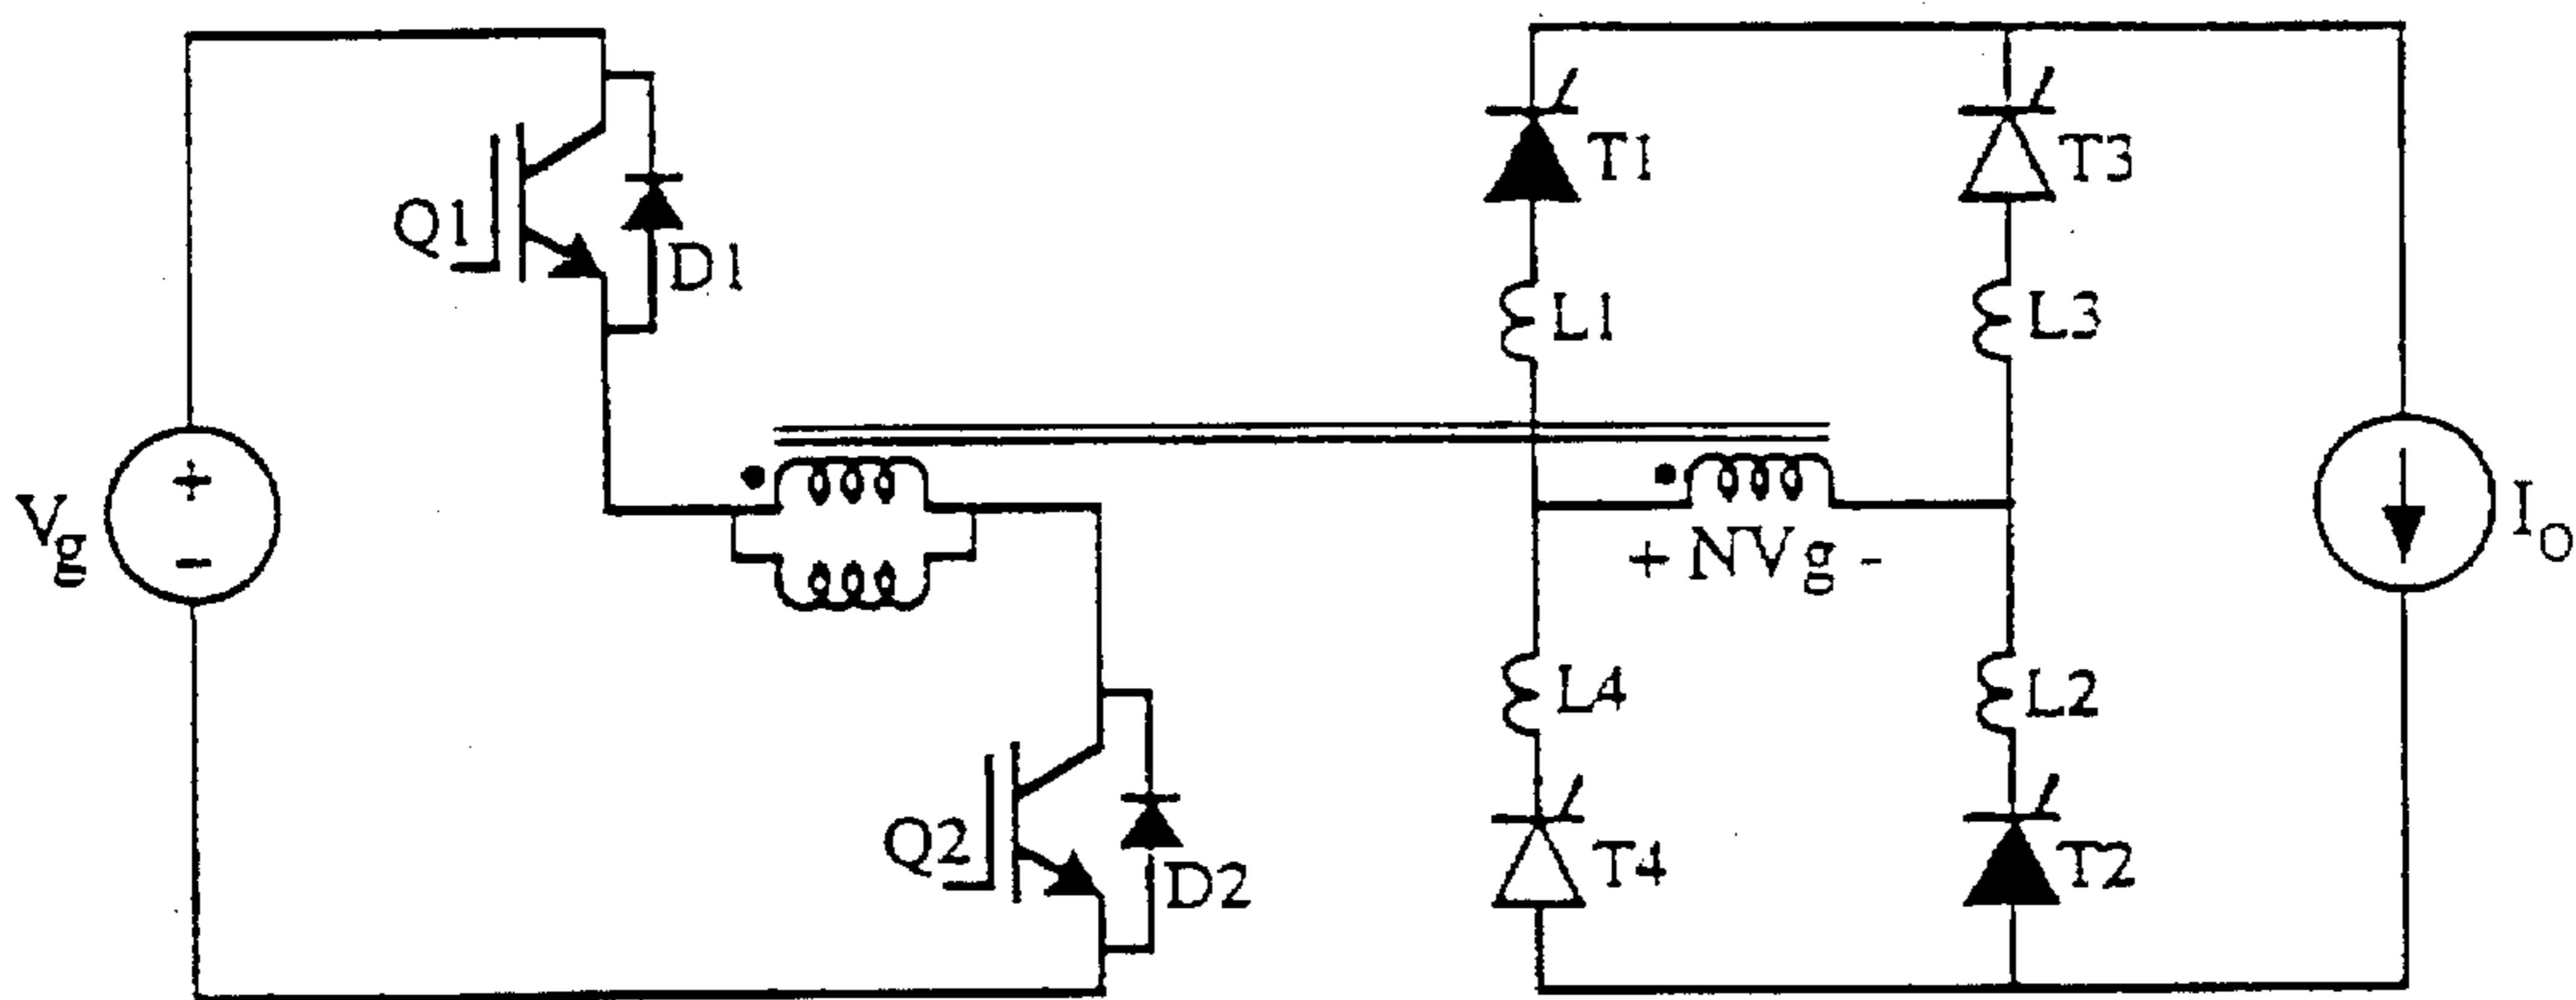 T1
T3
Q1
D1
L1
L3
+
Vg
-
+ NVg -
IO
L4
L2
Q2
D2
T4
T2